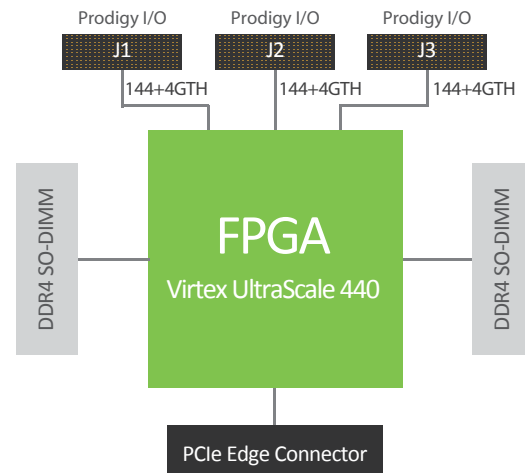 Prodigy I/O Prodigy I/O Prodigy I/O
J1 J2 J3
144+4GTH 144+4GTH 144+4GTH
DDR4 SO-DIMM
FPGA
Virtex UltraScale 440
DDR4 SO-DIMM
PCIe Edge Connector